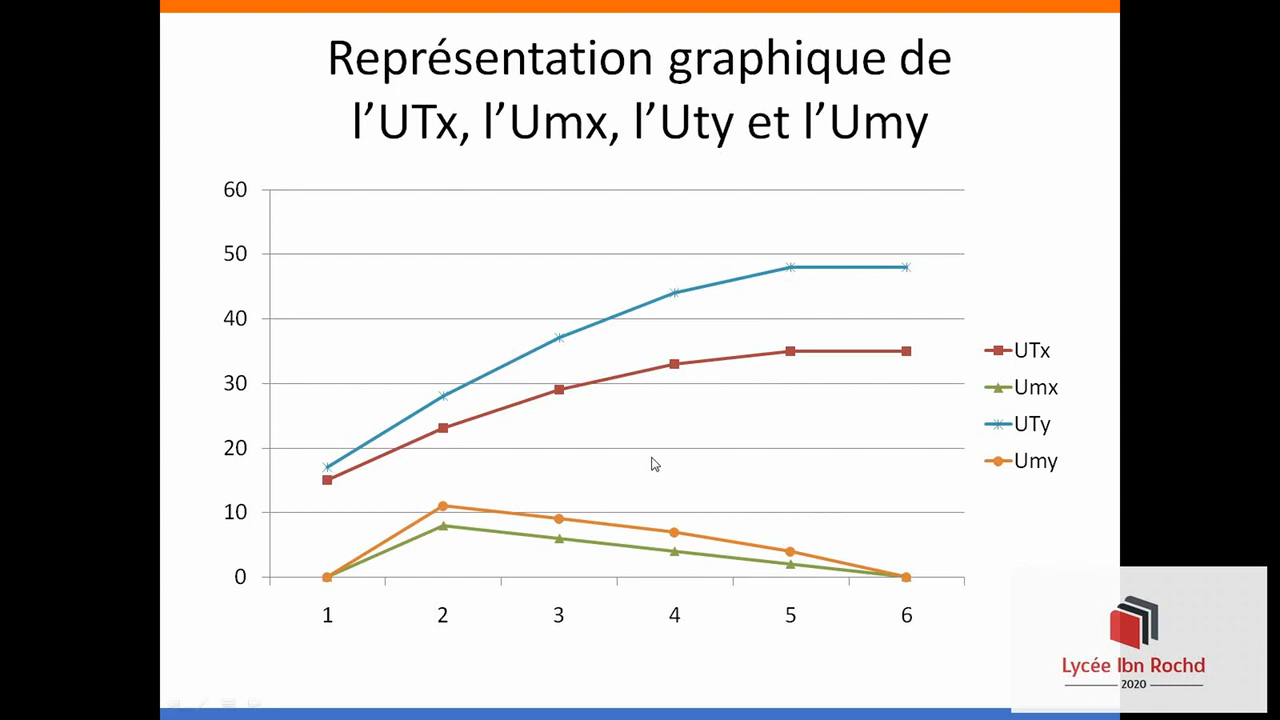 Représentation graphique de
l’UTx, l’Umx, l’Uty et l’Umy
60
50
40
30
20
10
0
1 2 3 4 5 6
UTx
Umx
UTy
Umy
Lycée Ibn Rochd
2020